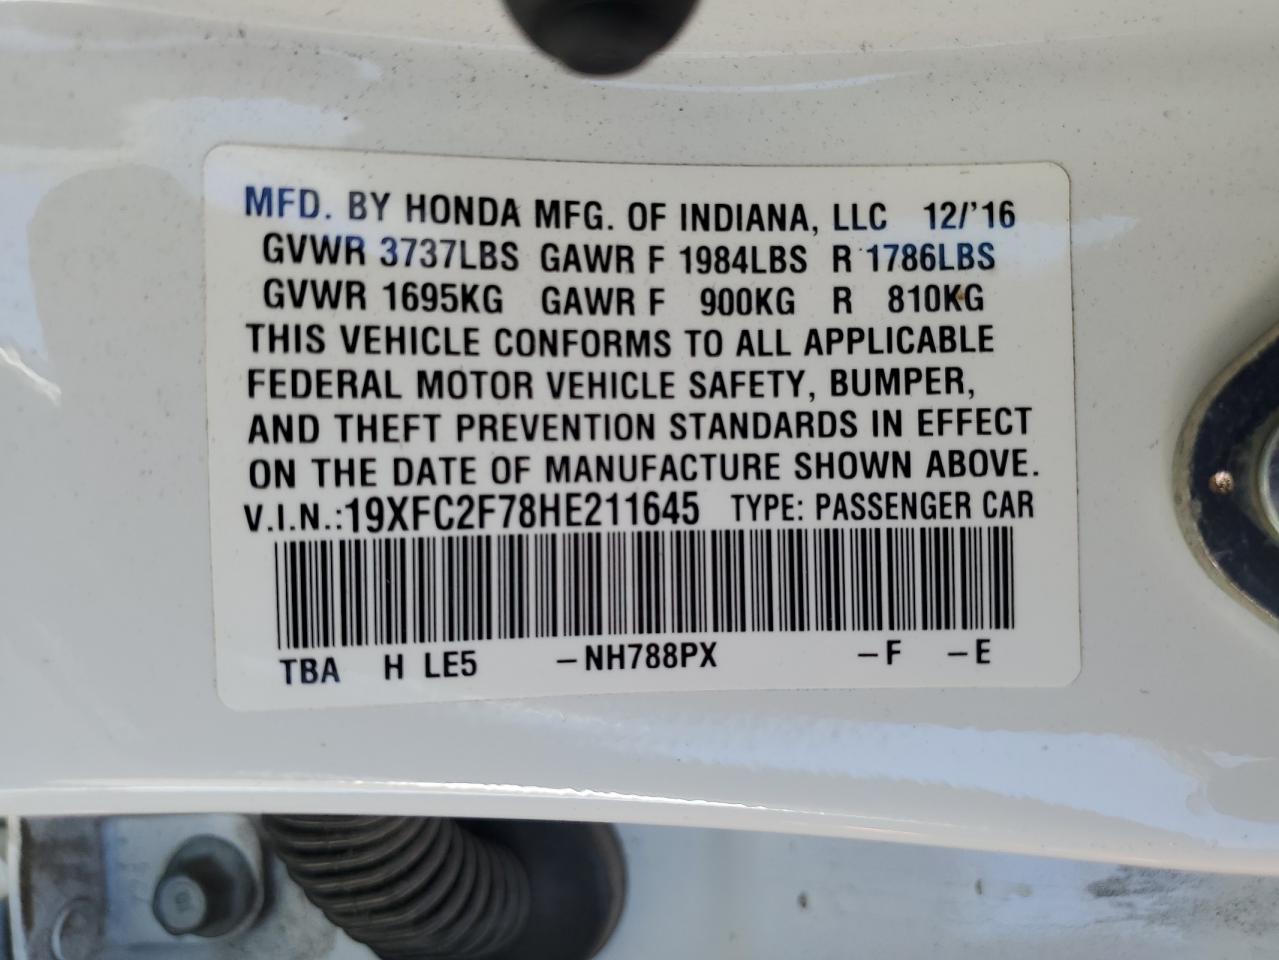 MFD. BY HONDA MFG. OF INDIANA, LLC 12/'16
GVWR 3737LBS GAWR F 1984LBS R 1786LBS
GVWR 1695KG GAWR F 900KG R 810KG
THIS VEHICLE CONFORMS TO ALL APPLICABLE
FEDERAL MOTOR VEHICLE SAFETY, BUMPER,
AND THEFT PREVENTION STANDARDS IN EFFECT
ON THE DATE OF MANUFACTURE SHOWN ABOVE.
V.I.N.:19XFC2F78HE211645 TYPE: PASSENGER CAR
TBA H LE5 –NH788PX –F –E